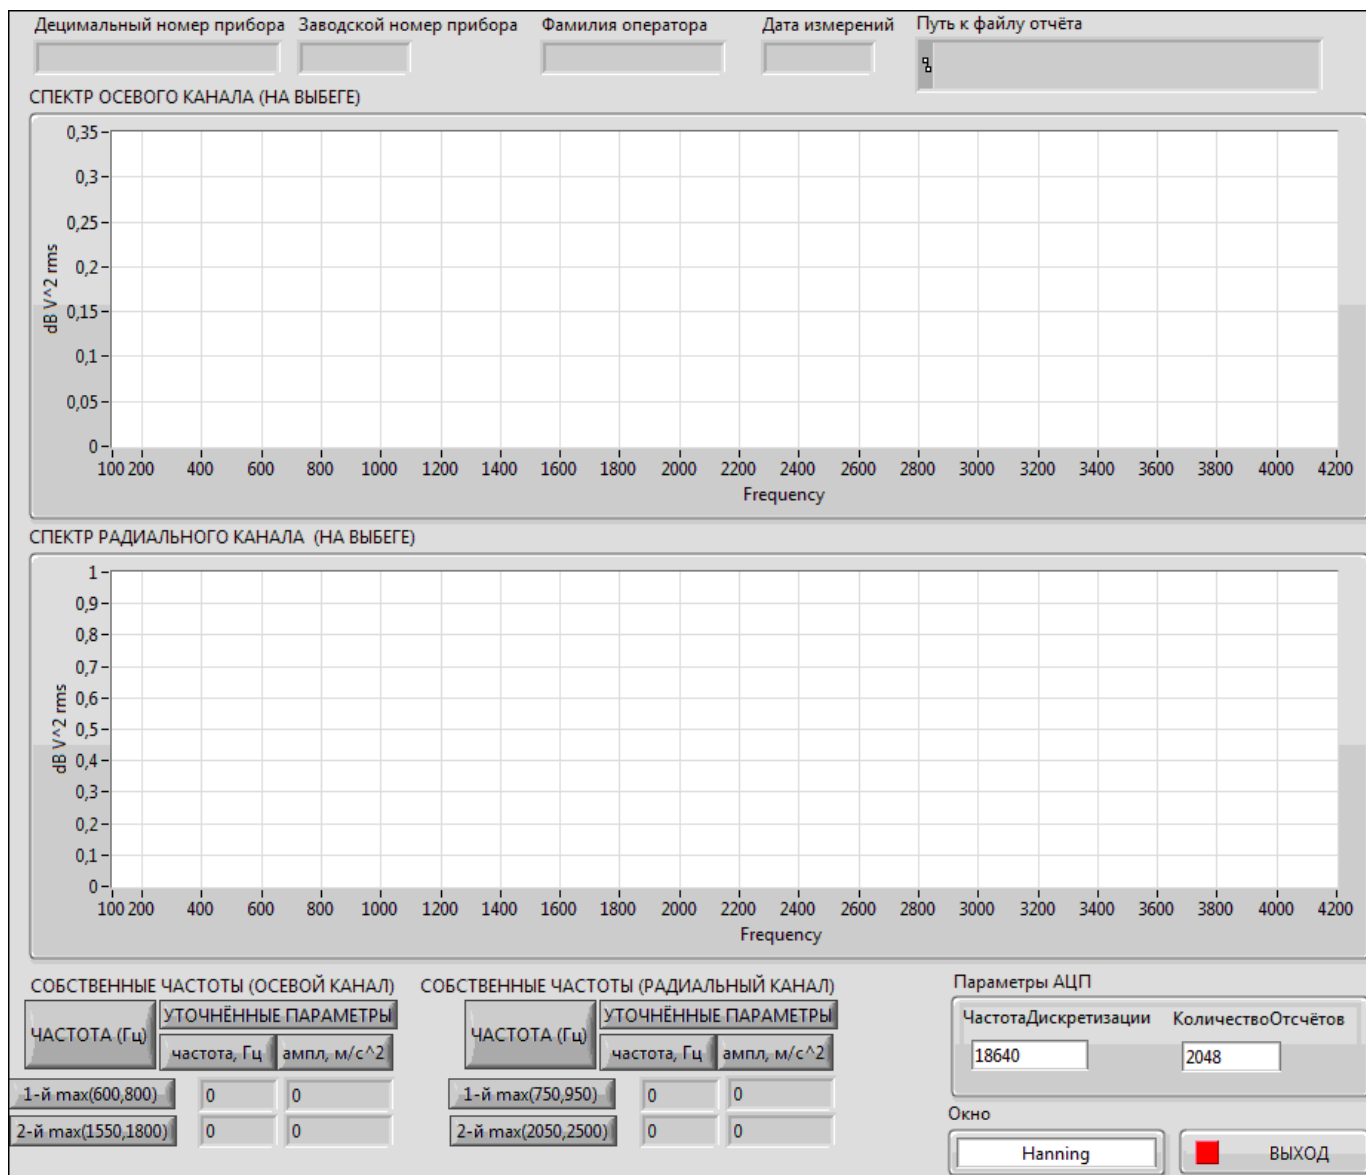 Децимальный номер прибора Заводской номер прибора Фамилия оператора Дата измерений Путь к файлу отчёта
СПЕКТР ОСЕВОГО КАНАЛА (НА ВЫБЕГЕ)
0,35
0,3
0,25
0,2
0,15
0,1
0,05
0
dB V^2 rms
100 200 400 600 800 1000 1200 1400 1600 1800 2000 2200 2400 2600 2800 3000 3200 3400 3600 3800 4000 4200
Frequency
СПЕКТР РАДИАЛЬНОГО КАНАЛА (НА ВЫБЕГЕ)
1
0,9
0,8
0,7
0,6
0,5
0,4
0,3
0,2
0,1
0
dB V^2 rms
100 200 400 600 800 1000 1200 1400 1600 1800 2000 2200 2400 2600 2800 3000 3200 3400 3600 3800 4000 4200
Frequency
СОБСТВЕННЫЕ ЧАСТОТЫ (ОСЕВОЙ КАНАЛ)
ЧАСТОТА (Гц)
УТОЧНЁННЫЕ ПАРАМЕТРЫ
частота, Гц ампл, м/с^2
1-й max(600,800) 0 0
2-й max(1550,1800) 0 0
СОБСТВЕННЫЕ ЧАСТОТЫ (РАДИАЛЬНЫЙ КАНАЛ)
ЧАСТОТА (Гц)
УТОЧНЁННЫЕ ПАРАМЕТРЫ
частота, Гц ампл, м/с^2
1-й max(750,950) 0 0
2-й max(2050,2500) 0 0
Параметры АЦП
ЧастотаДискретизации КоличествоОтсчётов
18640 2048
Окно
Hanning ВЫХОД